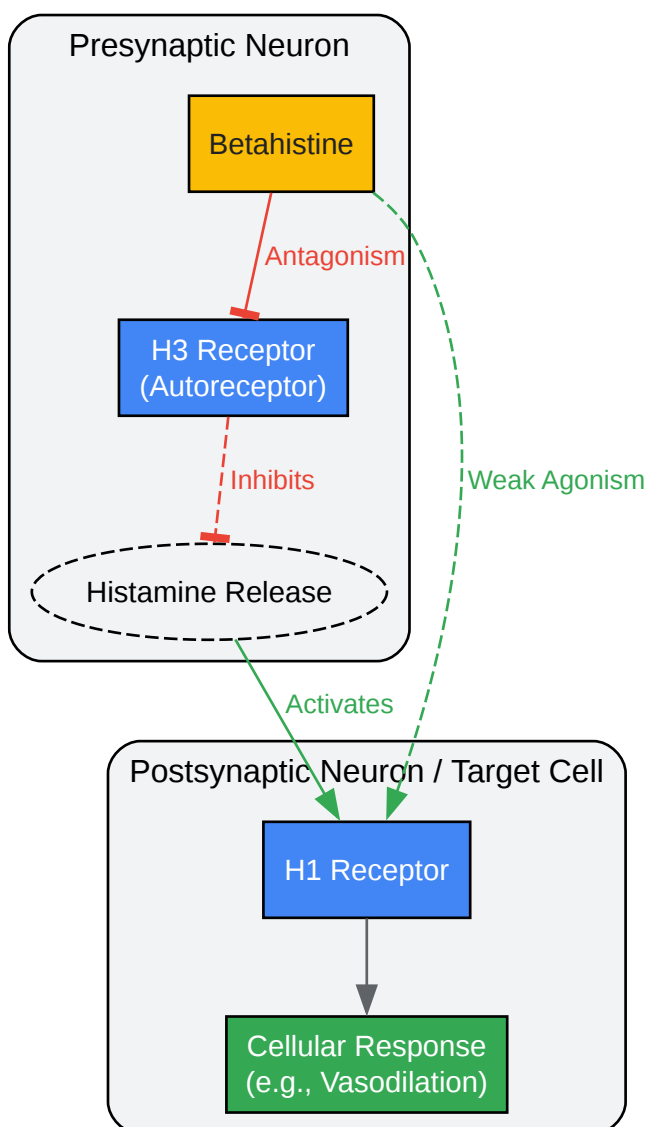 Presynaptic Neuron
Betahistine
Antagonism
H3 Receptor
(Autoreceptor)
Inhibits
Weak Agonism
Histamine Release
Activates
Postsynaptic Neuron / Target Cell
H1 Receptor
Cellular Response
(e.g., Vasodilation)